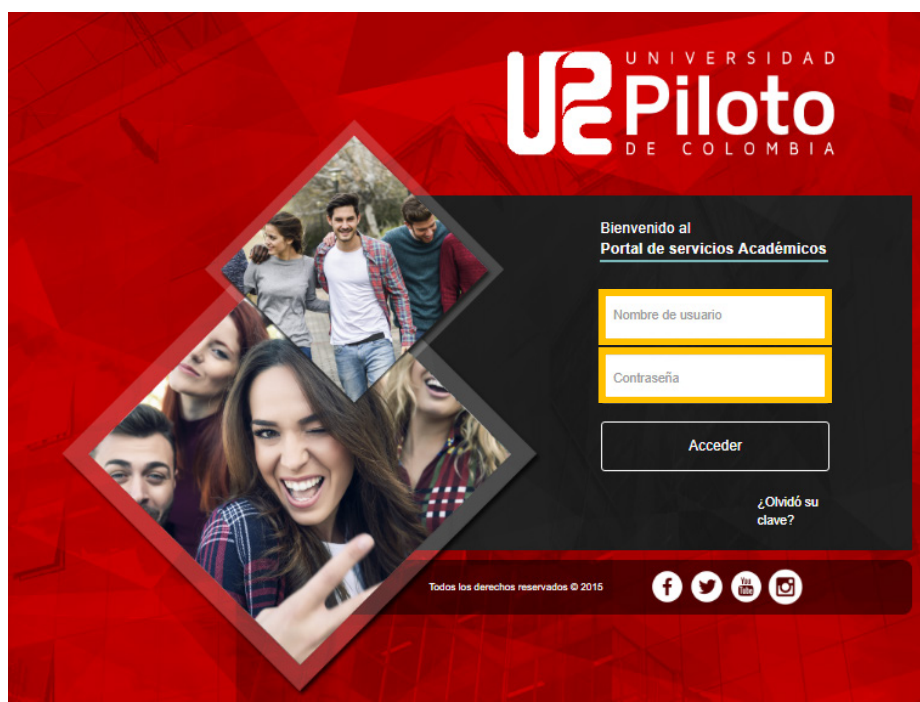 UNIVERSIDAD
Piloto
DE COLOMBIA
Bienvenido al
Portal de servicios Académicos
Nombre de usuario
Contraseña
Acceder
¿Olvidó su
clave?
Todos los derechos reservados © 2015
You
Tube